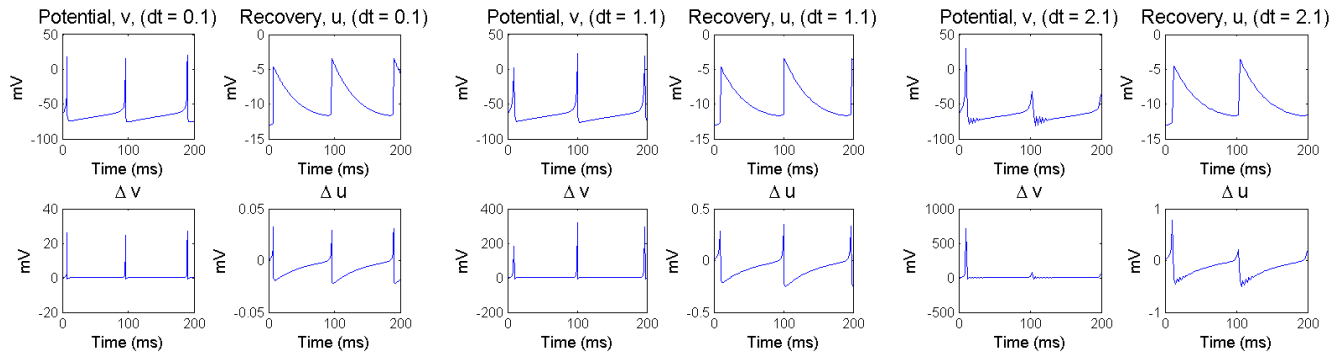 Potential, v, (dt = 0.1) Recovery, u, (dt = 0.1) Potential, v, (dt = 1.1) Recovery, u, (dt = 1.1) Potential, v, (dt = 2.1) Recovery, u, (dt = 2.1)
50 0 50 0 50 0
0 -5 0 -5 0 -5
mV mV mV mV mV mV
-50 -10 -50 -10 -50 -10
-100 -15 -100 -15 -100 -15
0 100 200 0 100 200 0 100 200 0 100 200 0 100 200 0 100 200
Time (ms) Time (ms) Time (ms) Time (ms) Time (ms) Time (ms)
Δ v Δ u Δ v Δ u Δ v Δ u
40 0.05 400 0.5 1000 1
20 200 500
mV mV mV mV mV mV
0 0 0 0 0 0
-20 -0.05 -200 -0.5 -500 -1
0 100 200 0 100 200 0 100 200 0 100 200 0 100 200 0 100 200
Time (ms) Time (ms) Time (ms) Time (ms) Time (ms) Time (ms)